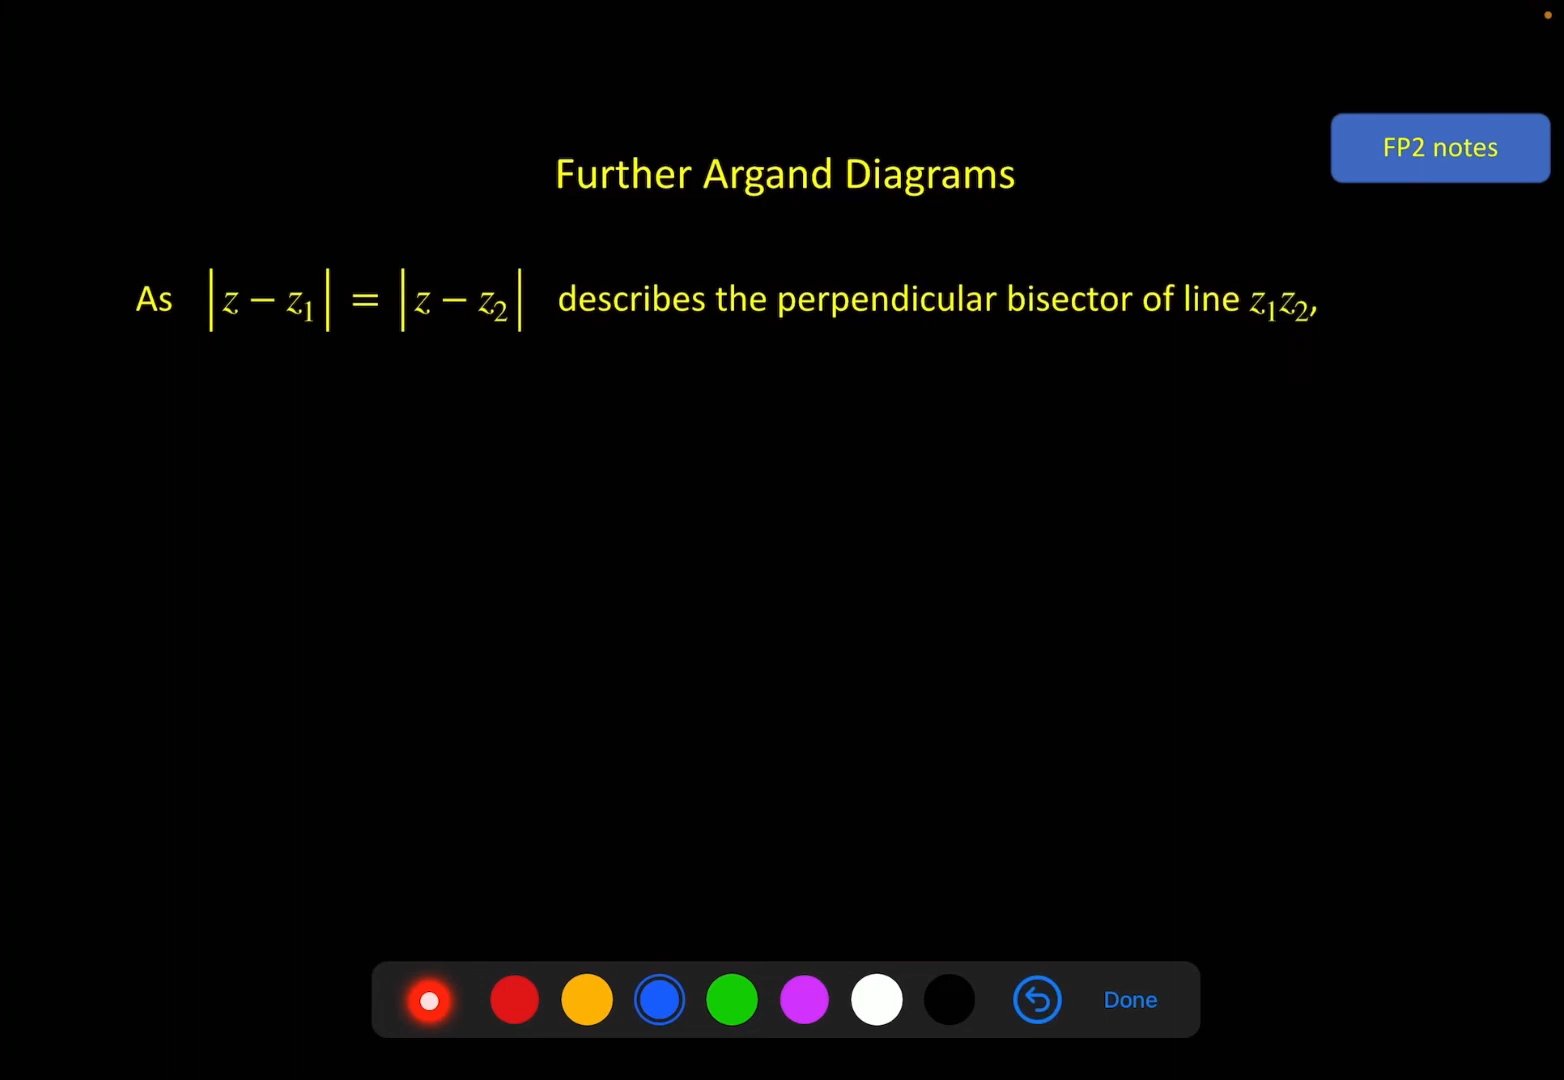 FP2 notes
Further Argand Diagrams
As |z − z₁| = |z − z₂| describes the perpendicular bisector of line z₁z₂,
Done